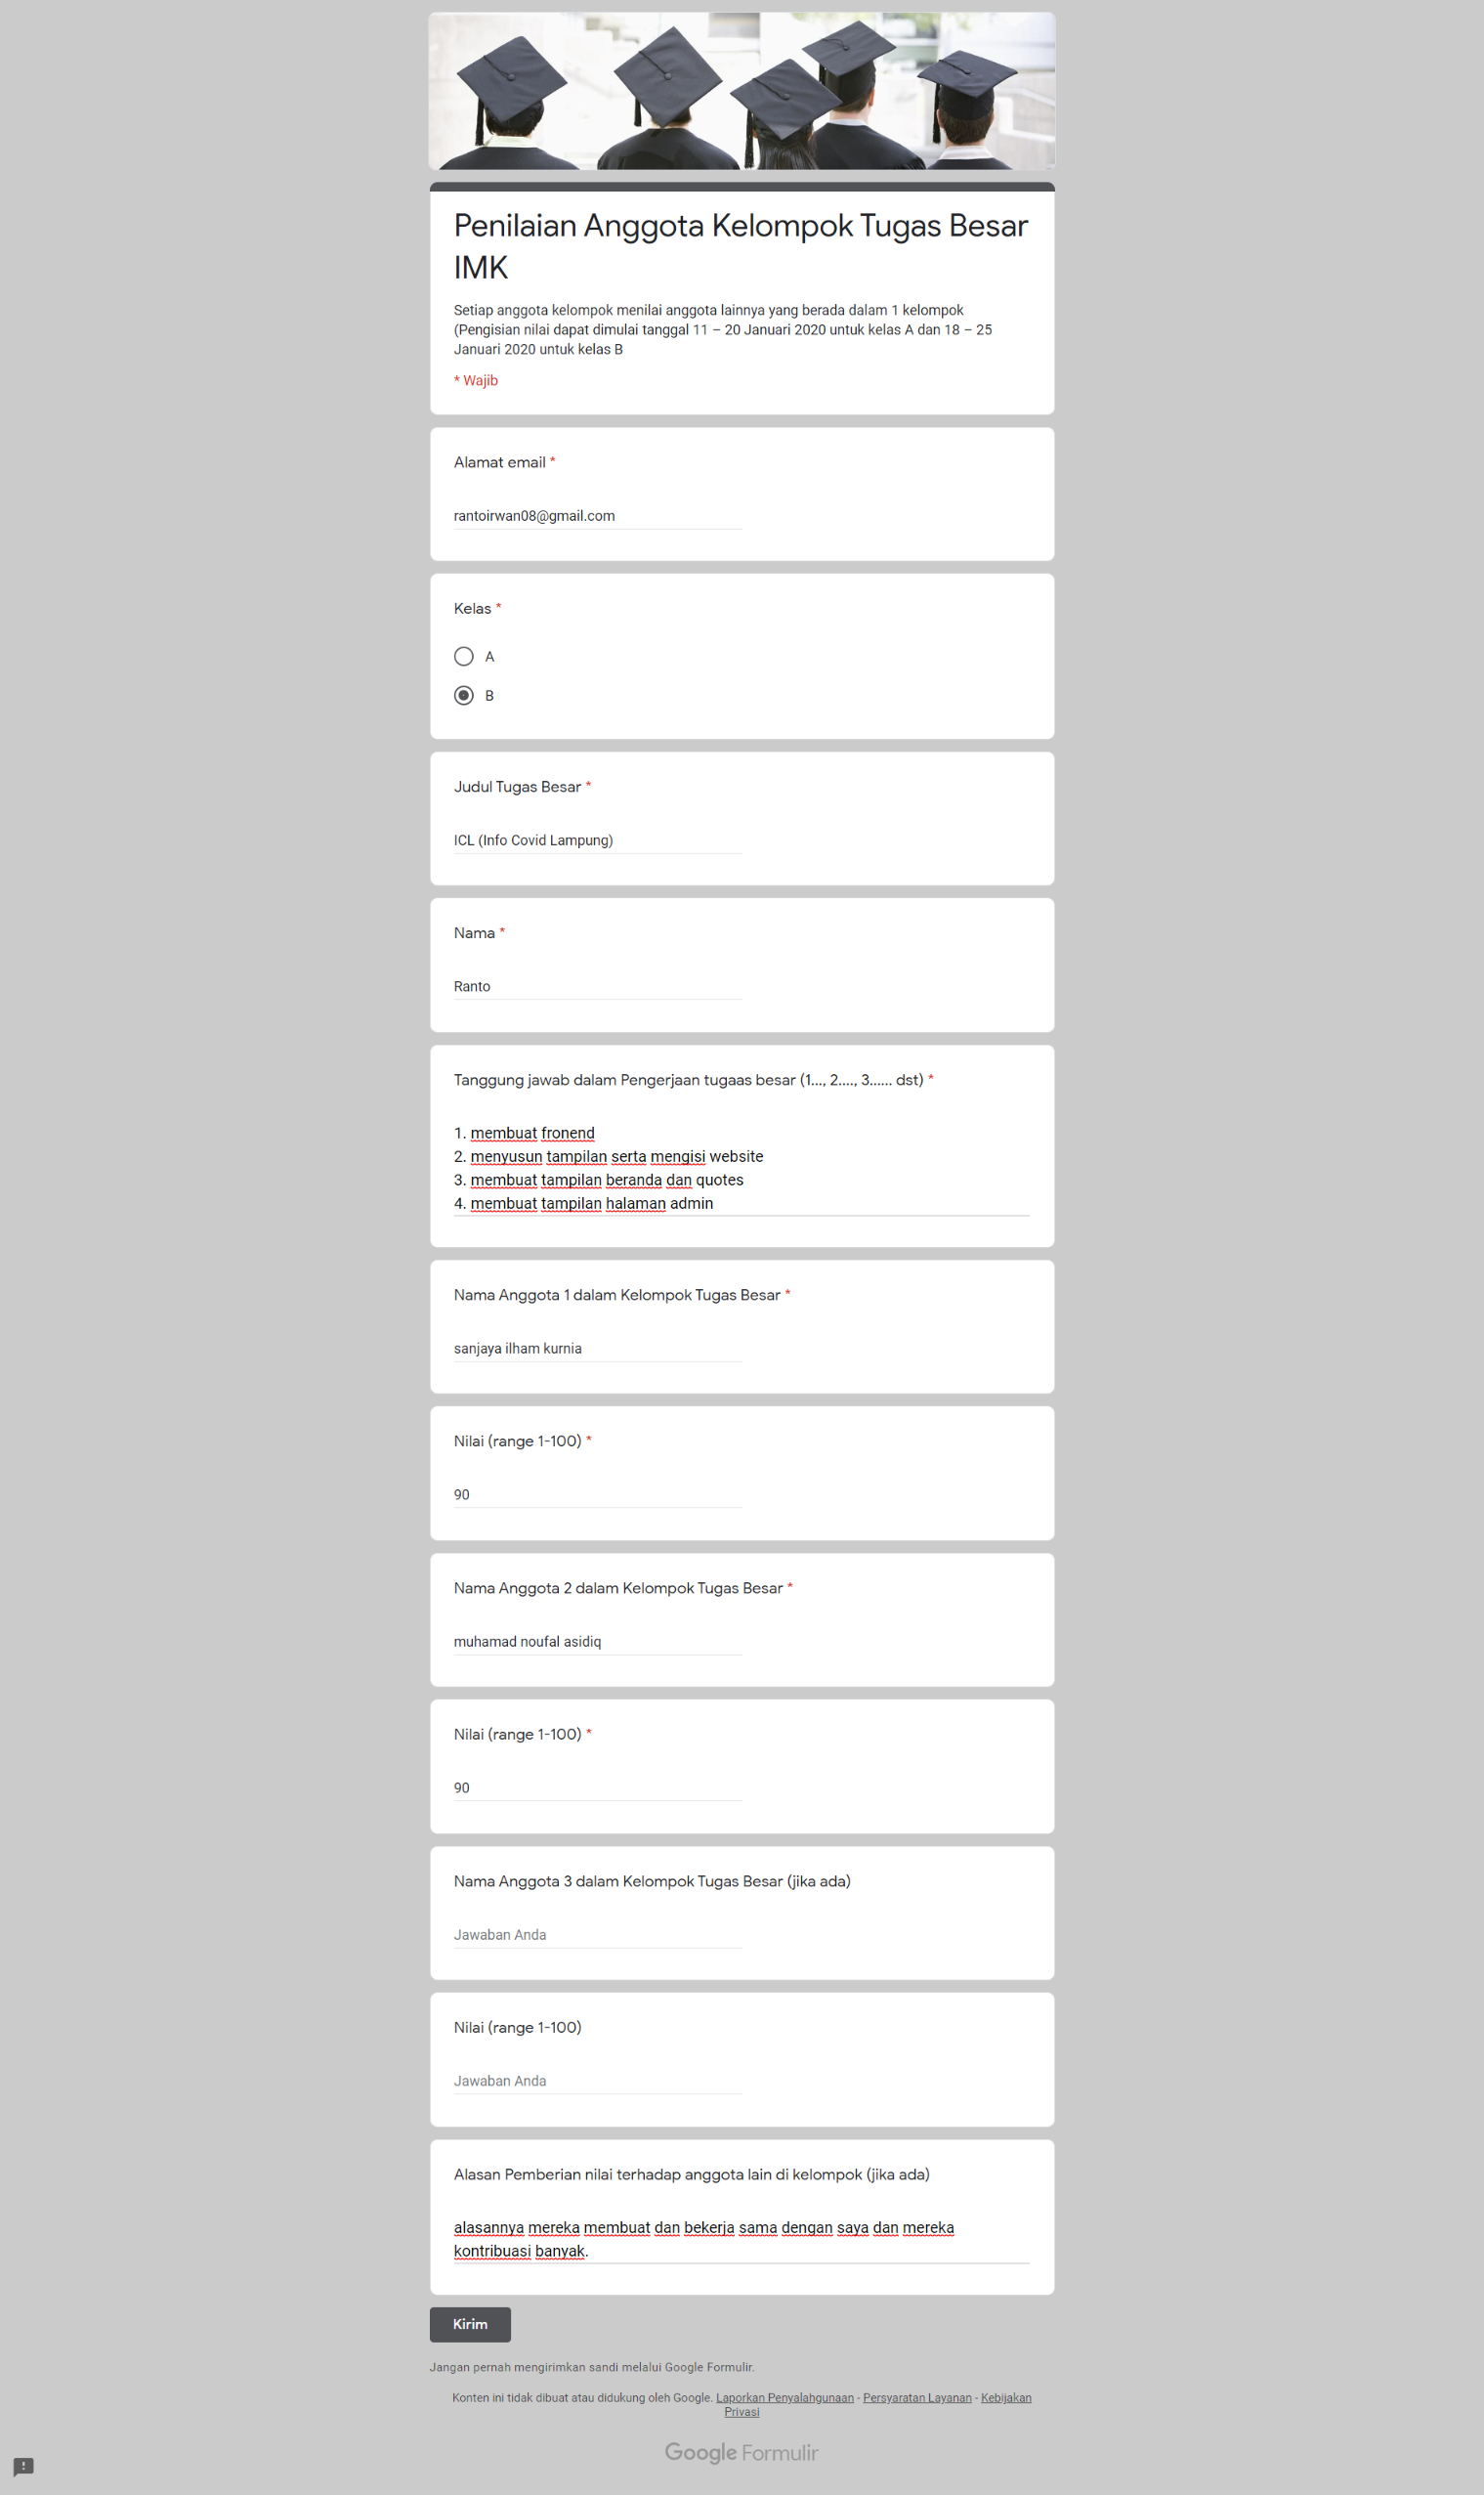 Penilaian Anggota Kelompok Tugas Besar
IMK
Setiap anggota kelompok menilai anggota lainnya yang berada dalam 1 kelompok
(Pengisian nilai dapat dimulai tanggal 11 – 20 Januari 2020 untuk kelas A dan 18 – 25
Januari 2020 untuk kelas B
* Wajib
Alamat email *
rantoirwan08@gmail.com
Kelas *
A
B
Judul Tugas Besar *
ICL (Info Covid Lampung)
Nama *
Ranto
Tanggung jawab dalam Pengerjaan tugaas besar (1..., 2...., 3...... dst) *
1. membuat fronend
2. menyusun tampilan serta mengisi website
3. membuat tampilan beranda dan quotes
4. membuat tampilan halaman admin
Nama Anggota 1 dalam Kelompok Tugas Besar *
sanjaya ilham kurnia
Nilai (range 1-100) *
90
Nama Anggota 2 dalam Kelompok Tugas Besar *
muhamad noufal asidiq
Nilai (range 1-100) *
90
Nama Anggota 3 dalam Kelompok Tugas Besar (jika ada)
Jawaban Anda
Nilai (range 1-100)
Jawaban Anda
Alasan Pemberian nilai terhadap anggota lain di kelompok (jika ada)
alasannya mereka membuat dan bekerja sama dengan saya dan mereka
kontribuasi banyak.
Kirim
Jangan pernah mengirimkan sandi melalui Google Formulir.
Konten ini tidak dibuat atau didukung oleh Google. Laporkan Penyalahgunaan - Persyaratan Layanan - Kebijakan
Privasi
Google Formulir